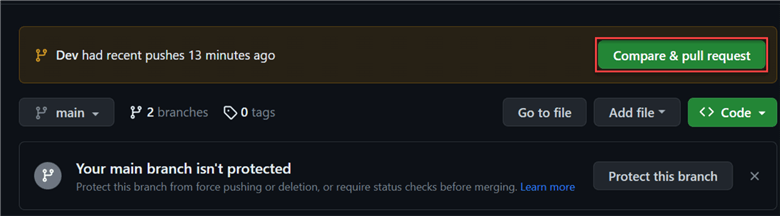 Dev had recent pushes 13 minutes ago
Compare & pull request
main
2 branches
0 tags
Go to file
Add file
<> Code
Your main branch isn't protected
Protect this branch from force pushing or deletion, or require status checks before merging. Learn more
Protect this branch